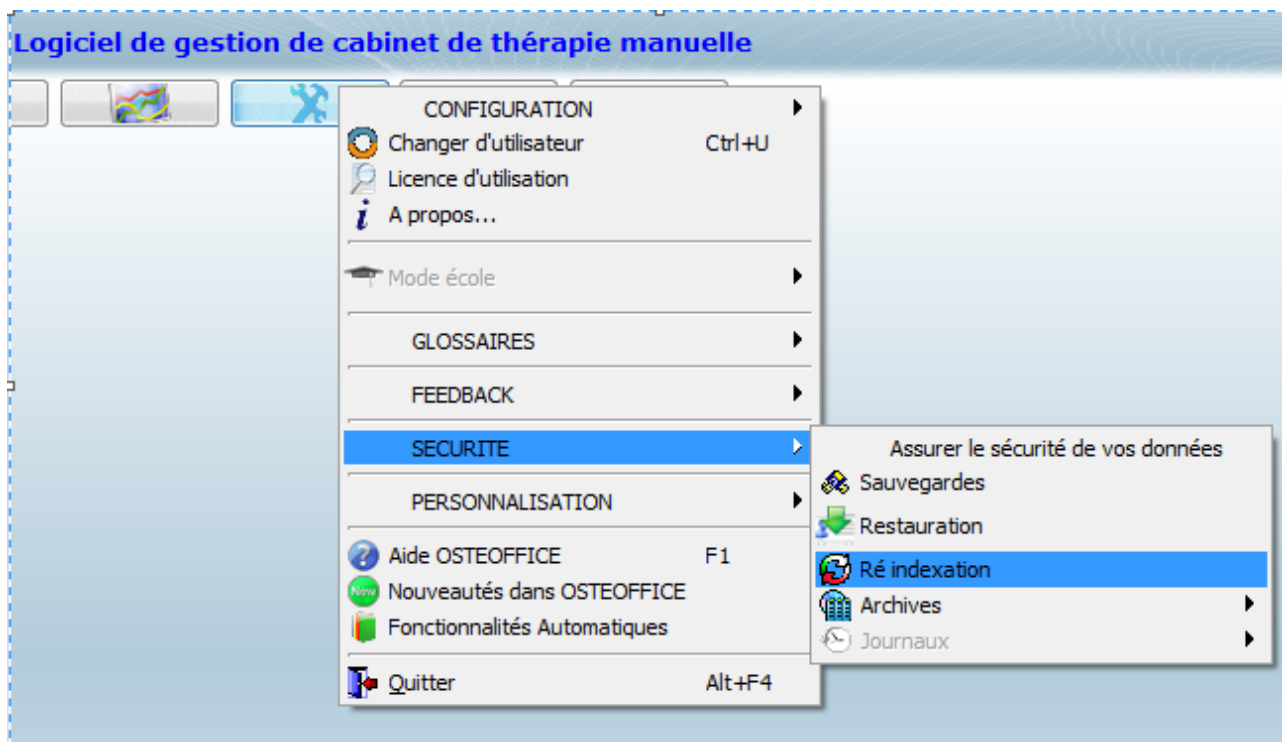 Logiciel de gestion de cabinet de thérapie manuelle
CONFIGURATION
Changer d'utilisateur Ctrl+U
Licence d'utilisation
A propos...
Mode école
GLOSSAIRES
FEEDBACK
SECURITE
PERSONNALISATION
Aide OSTEOFFICE F1
New Nouveautés dans OSTEOFFICE
Fonctionnalités Automatiques
Quitter Alt+F4
Assurer le sécurité de vos données
Sauvegardes
Restauration
Ré indexation
Archives
Journaux